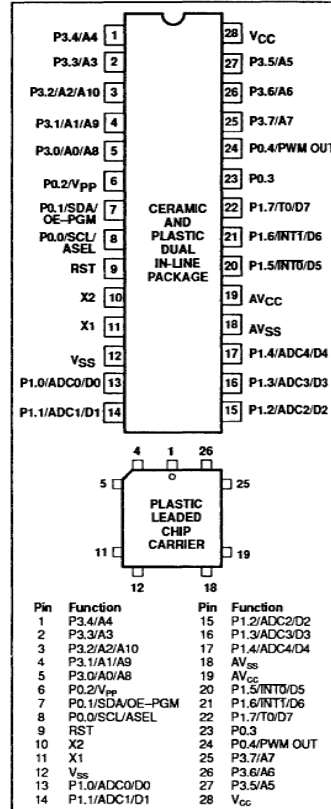 P3.4/A4 1 28 VCC
P3.3/A3 2 27 P3.5/A5
P3.2/A2/A10 3 26 P3.6/A6
P3.1/A1/A9 4 25 P3.7/A7
P3.0/A0/A8 5 24 P0.4/PWM OUT
P0.2/VPP 6 23 P0.3
P0.1/SDA/
OE–PGM 7 22 P1.7/T0/D7
P0.0/SCL/
ASEL 8 21 P1.6/INT1/D6
RST 9 20 P1.5/INT0/D5
X2 10 19 AVCC
X1 11 18 AVSS
VSS 12 17 P1.4/ADC4/D4
P1.0/ADC0/D0 13 16 P1.3/ADC3/D3
P1.1/ADC1/D1 14 15 P1.2/ADC2/D2
CERAMIC
AND
PLASTIC
DUAL
IN-LINE
PACKAGE
4 1 26
5 25
PLASTIC
LEADED
CHIP
CARRIER
11 19
12 18
Pin Function Pin Function
1 P3.4/A4 15 P1.2/ADC2/D2
2 P3.3/A3 16 P1.3/ADC3/D3
3 P3.2/A2/A10 17 P1.4/ADC4/D4
4 P3.1/A1/A9 18 AVSS
5 P3.0/A0/A8 19 AVCC
6 P0.2/VPP 20 P1.5/INT0/D5
7 P0.1/SDA/OE–PGM 21 P1.6/INT1/D6
8 P0.0/SCL/ASEL 22 P1.7/T0/D7
9 RST 23 P0.3
10 X2 24 P0.4/PWM OUT
11 X1 25 P3.7/A7
12 VSS 26 P3.6/A6
13 P1.0/ADC0/D0 27 P3.5/A5
14 P1.1/ADC1/D1 28 VCC